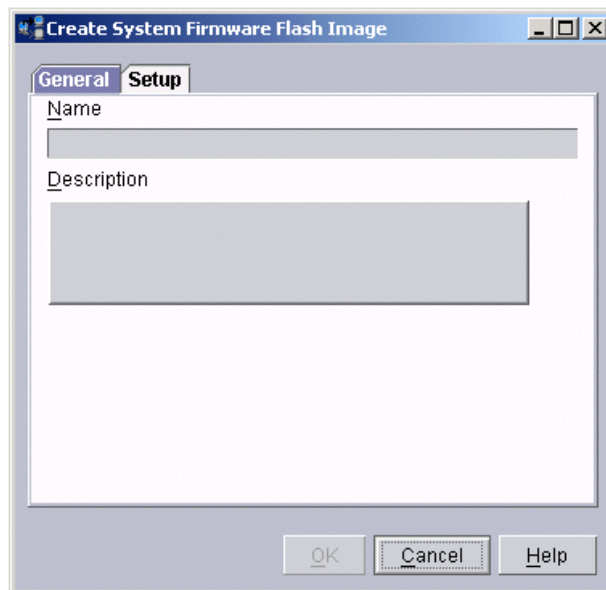 Create System Firmware Flash Image
General Setup
Name
Description
OK Cancel Help